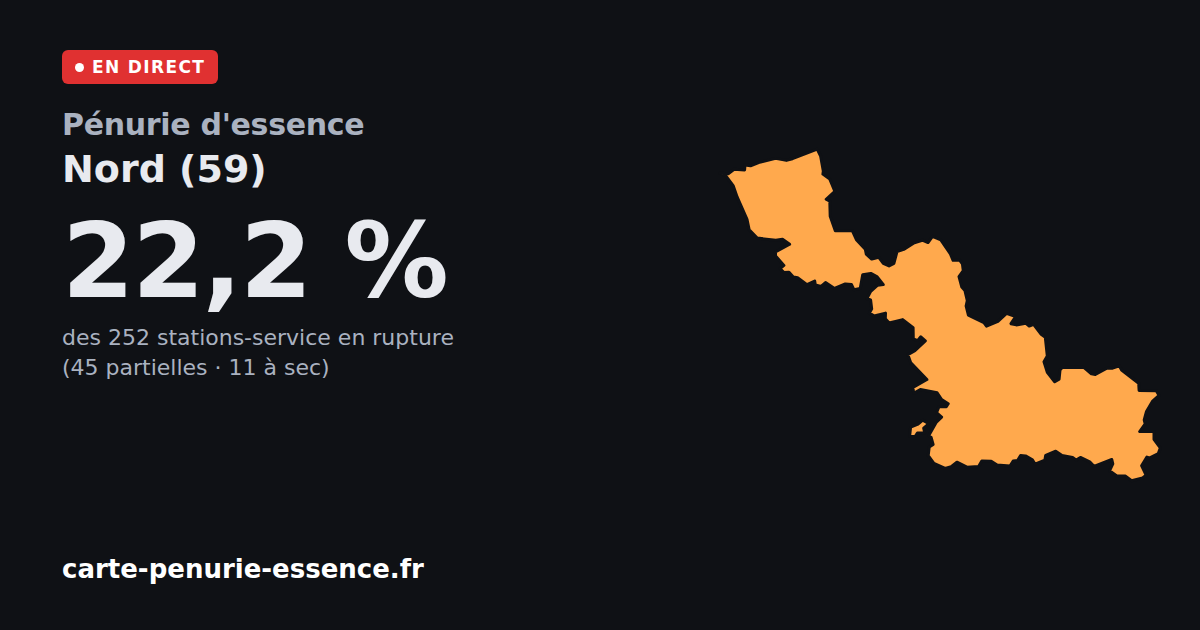 EN DIRECT
Pénurie d'essence
Nord (59)
22,2 %
des 252 stations-service en rupture
(45 partielles · 11 à sec)
carte-penurie-essence.fr